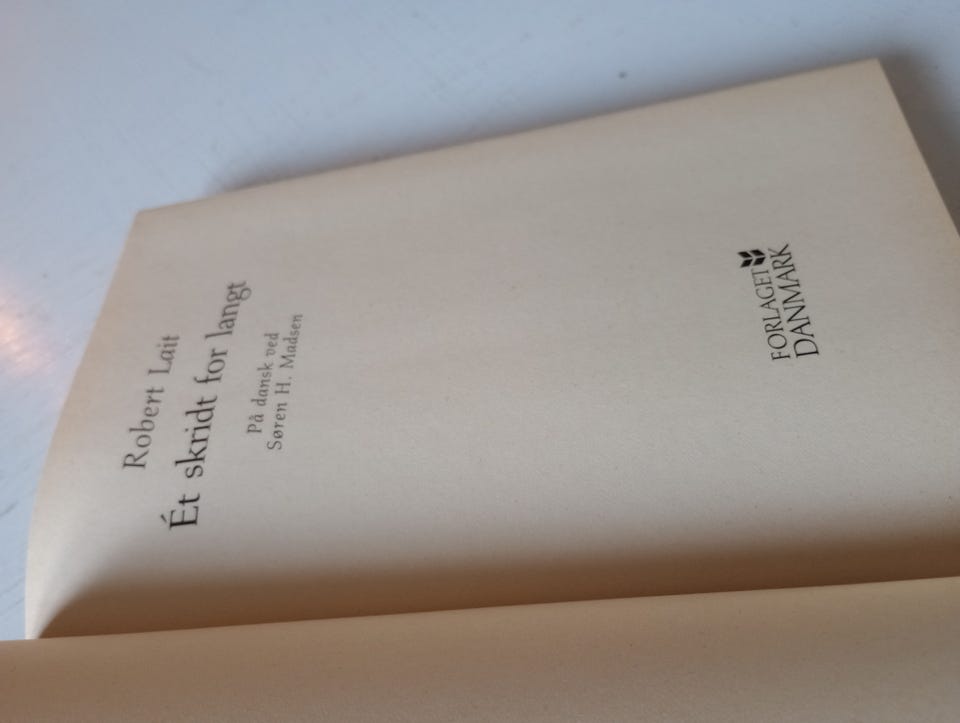 Robert Lait
Ét skridt for langt
På dansk ved
Søren H. Madsen
FORLAGET
DANMARK